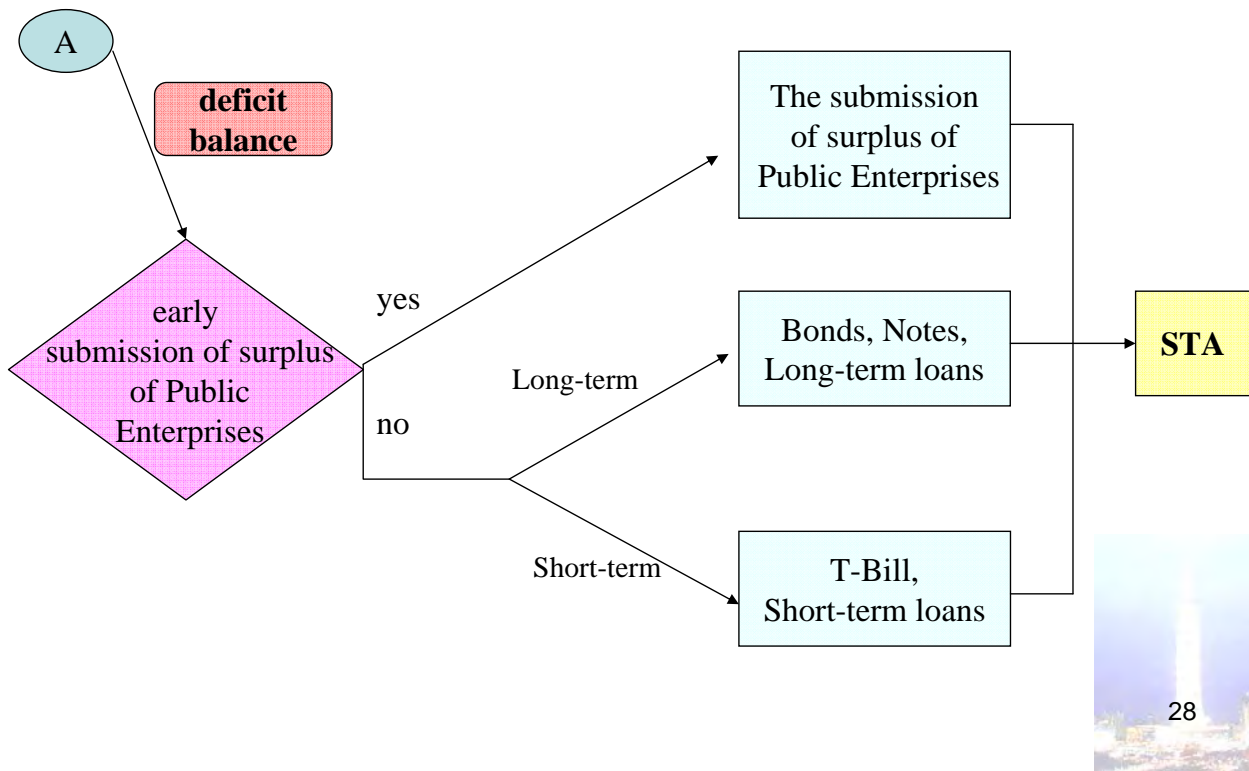 A
deficit
balance
The submission
of surplus of
Public Enterprises
early
submission of surplus
of Public
Enterprises
yes
no
Long-term
Short-term
Bonds, Notes,
Long-term loans
T-Bill,
Short-term loans
STA
28